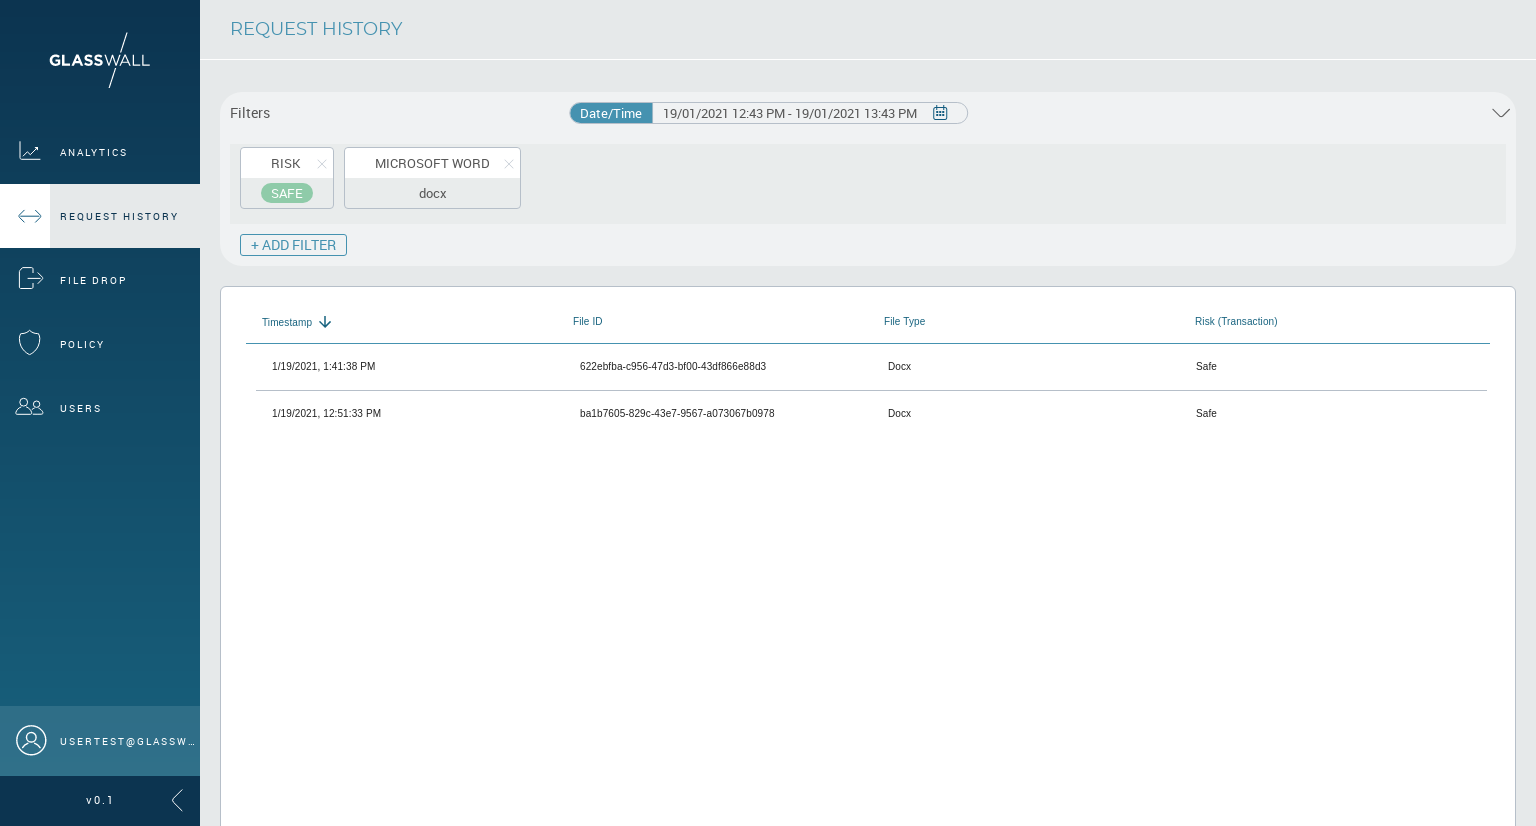 GLASSWALL
ANALYTICS
REQUEST HISTORY
FILE DROP
POLICY
USERS
USERTEST@GLASSW...
v0.1
REQUEST HISTORY
Filters
Date/Time 19/01/2021 12:43 PM - 19/01/2021 13:43 PM
RISK MICROSOFT WORD
SAFE docx
+ ADD FILTER
Timestamp File ID File Type Risk (Transaction)
1/19/2021, 1:41:38 PM 622ebfba-c956-47d3-bf00-43df866e88d3 Docx Safe
1/19/2021, 12:51:33 PM ba1b7605-829c-43e7-9567-a073067b0978 Docx Safe